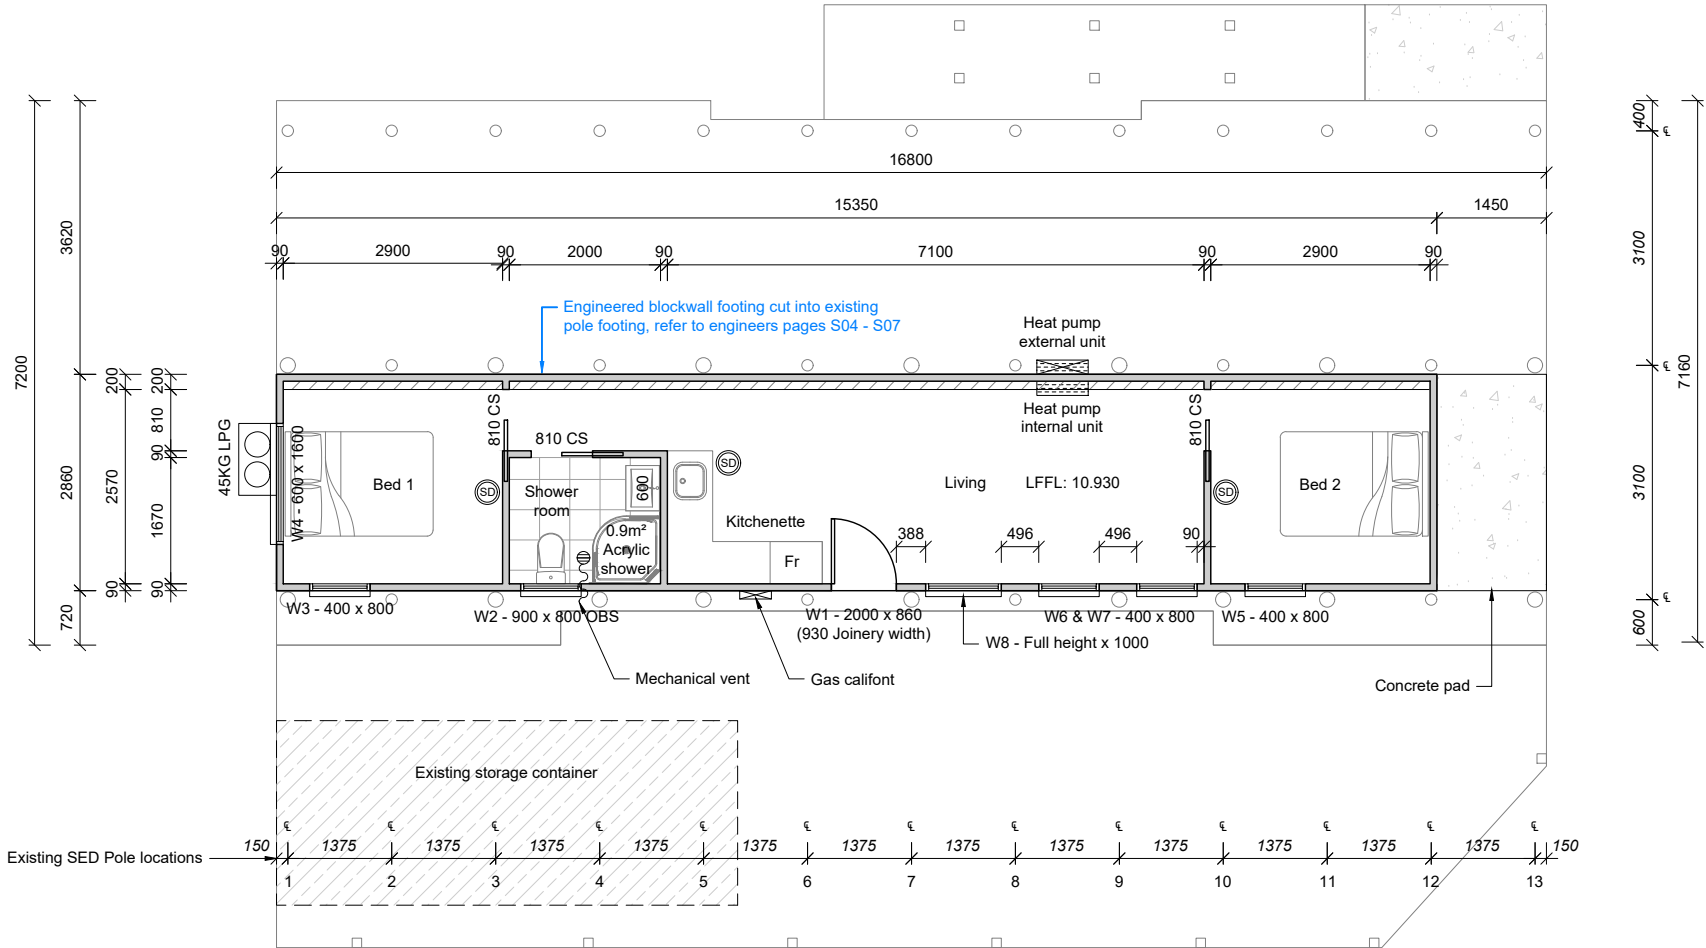 16800
15350
1450
90
2900
90
2000
90
7100
90
2900
90
Engineered blockwall footing cut into existing
pole footing, refer to engineers pages S04 - S07
Heat pump
external unit
Heat pump
internal unit
7200
3620
2860
720
200
2570
90
200
810
90
1670
90
400
3100
3100
600
7160
℄
℄
℄
45KG LPG
W4 - 600 x 1600
Bed 1
810 CS
810 CS
SD
Shower
room
600
0.9m²
Acrylic
shower
SD
Kitchenette
Fr
Living
LFFL: 10.930
810 CS
SD
Bed 2
388
496
496
90
W3 - 400 x 800
W2 - 900 x 800 OBS
W1 - 2000 x 860
(930 Joinery width)
W6 & W7 - 400 x 800
W5 - 400 x 800
W8 - Full height x 1000
Mechanical vent
Gas califont
Concrete pad
Existing storage container
℄ ℄ ℄ ℄ ℄ ℄ ℄ ℄ ℄ ℄ ℄ ℄ ℄
150 1375 1375 1375 1375 1375 1375 1375 1375 1375 1375 1375 1375 150
Existing SED Pole locations
1 2 3 4 5 6 7 8 9 10 11 12 13